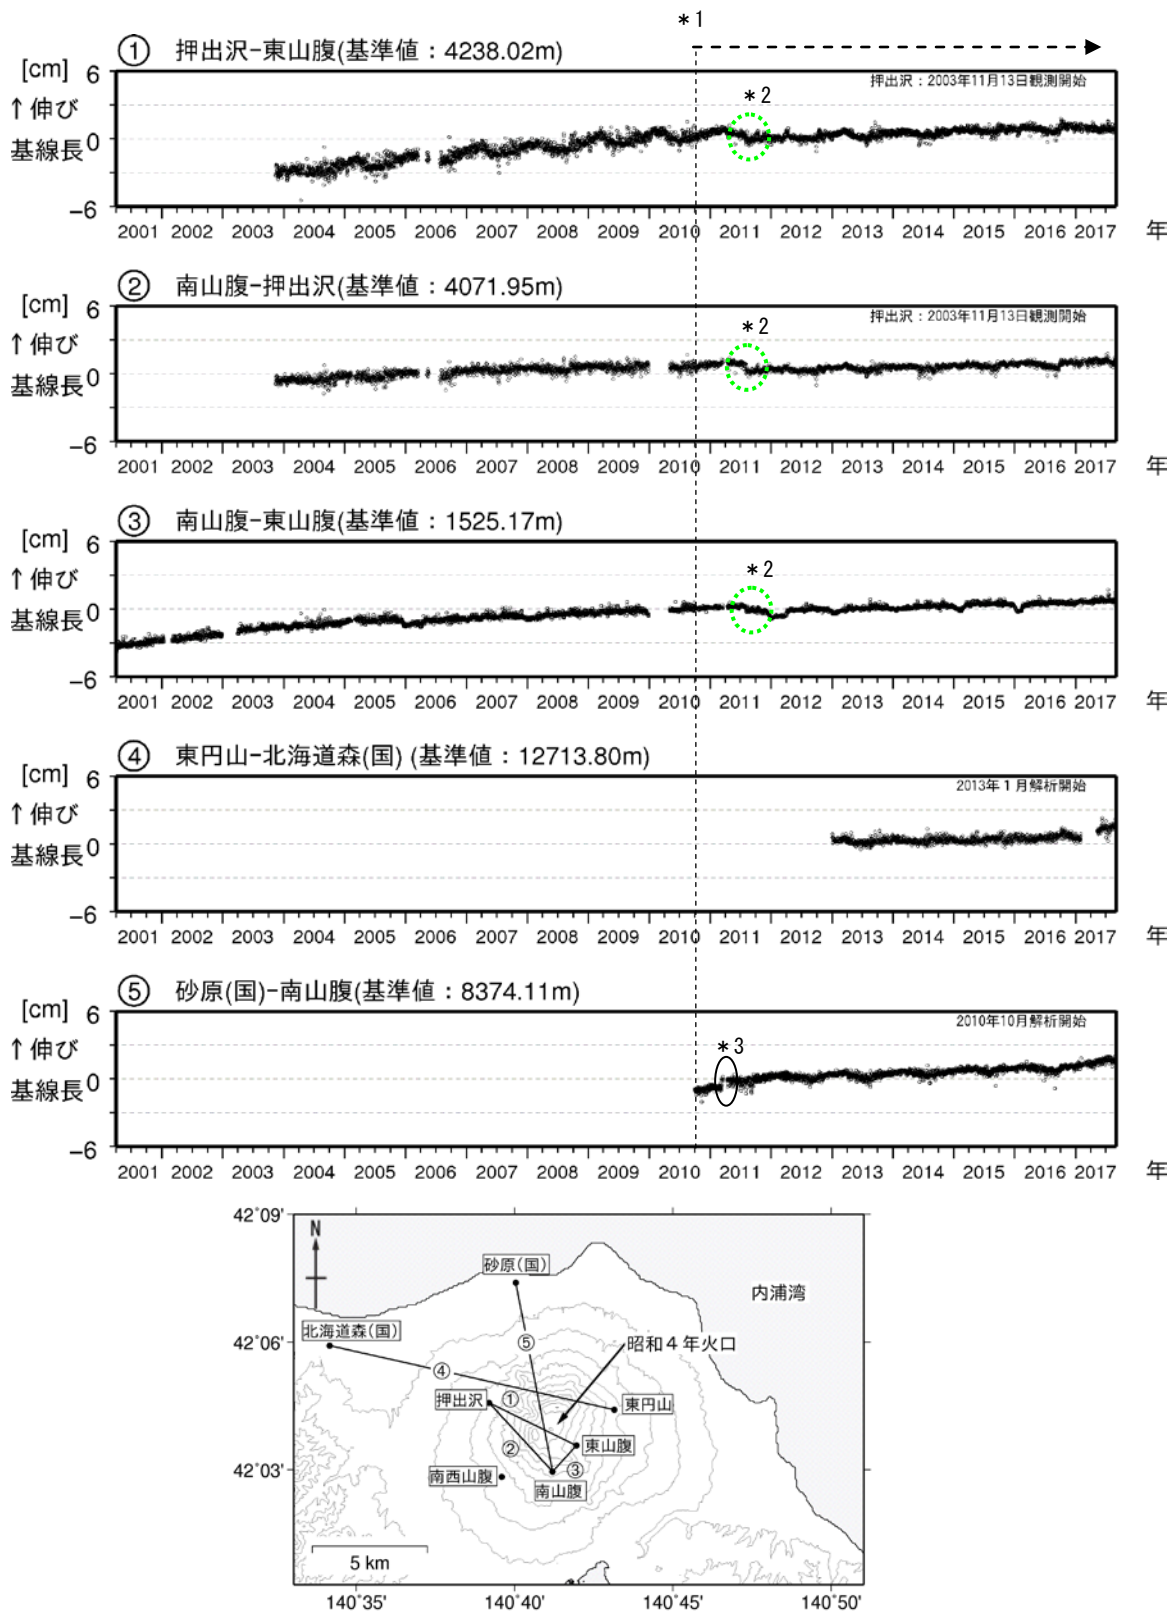 *1
① 押出沢−東山腹(基準値：4238.02m)
[cm] 6
押出沢：2003年11月13日観測開始
↑伸び
*2
基線長 0
−6
2001 2002 2003 2004 2005 2006 2007 2008 2009 2010 2011 2012 2013 2014 2015 2016 2017 年
② 南山腹−押出沢(基準値：4071.95m)
[cm] 6
押出沢：2003年11月13日観測開始
↑伸び
*2
基線長 0
−6
2001 2002 2003 2004 2005 2006 2007 2008 2009 2010 2011 2012 2013 2014 2015 2016 2017 年
③ 南山腹−東山腹(基準値：1525.17m)
[cm] 6
↑伸び
*2
基線長 0
−6
2001 2002 2003 2004 2005 2006 2007 2008 2009 2010 2011 2012 2013 2014 2015 2016 2017 年
④ 東円山−北海道森(国) (基準値：12713.80m)
[cm] 6
2013年１月解析開始
↑伸び
基線長 0
−6
2001 2002 2003 2004 2005 2006 2007 2008 2009 2010 2011 2012 2013 2014 2015 2016 2017 年
⑤ 砂原(国)−南山腹(基準値：8374.11m)
[cm] 6
2010年10月解析開始
↑伸び
*3
基線長 0
−6
2001 2002 2003 2004 2005 2006 2007 2008 2009 2010 2011 2012 2013 2014 2015 2016 2017 年
42˚09'
N
砂原(国)
内浦湾
北海道森(国)
42˚06'
⑤
昭和４年火口
④
押出沢
①
東円山
東山腹
②
42˚03'
③
南西山腹
南山腹
5 km
140˚35' 140˚40' 140˚45' 140˚50'